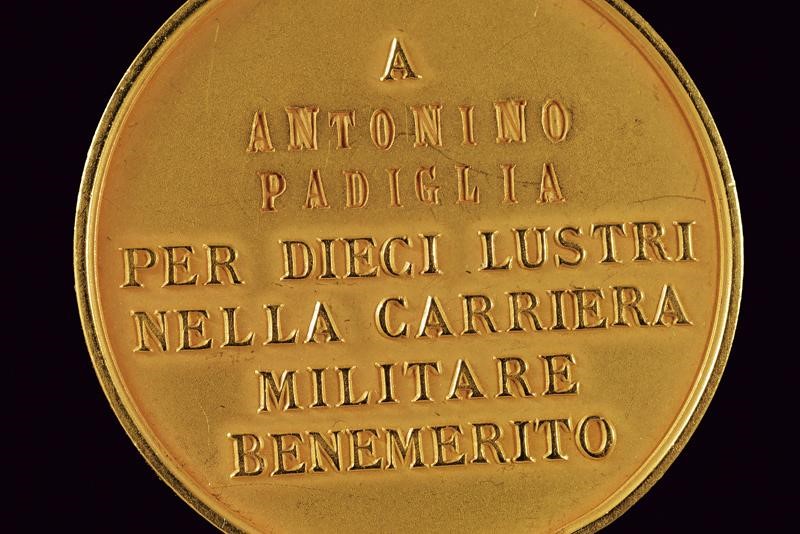 A
ANTONINO
PADIGLIA
PER DIECI LUSTRI
NELLA CARRIERA
MILITARE
BENEMERITO